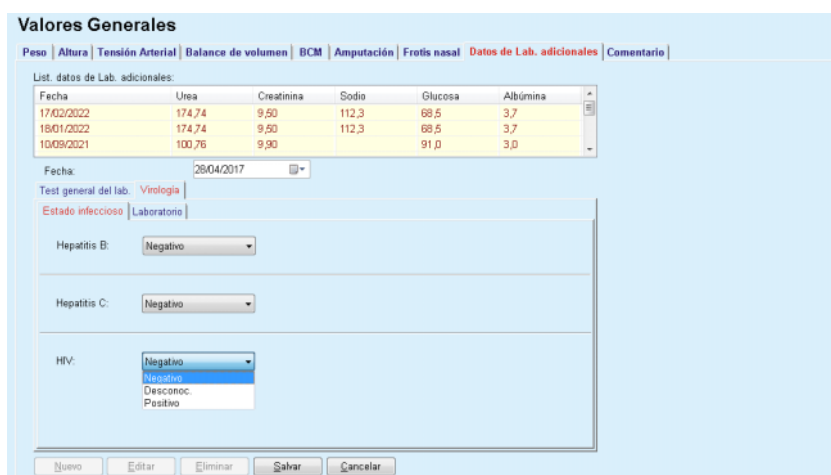 Valores Generales
Peso Altura Tensión Arterial Balance de volumen BCM Amputación Frotis nasal Datos de Lab. adicionales Comentario
List. datos de Lab. adicionales:
Fecha Urea Creatinina Sodio Glucosa Albúmina
17/02/2022 174,74 9,50 112,3 68,5 3,7
18/01/2022 174,74 9,50 112,3 68,5 3,7
10/09/2021 100,76 9,90 91,0 3,0
Fecha: 28/04/2017
Test general del lab. Virología
Estado infeccioso Laboratorio
Hepatitis B: Negativo
Hepatitis C: Negativo
HIV: Negativo
Negativo
Desconoc.
Positivo
Nuevo Editar Eliminar Salvar Cancelar